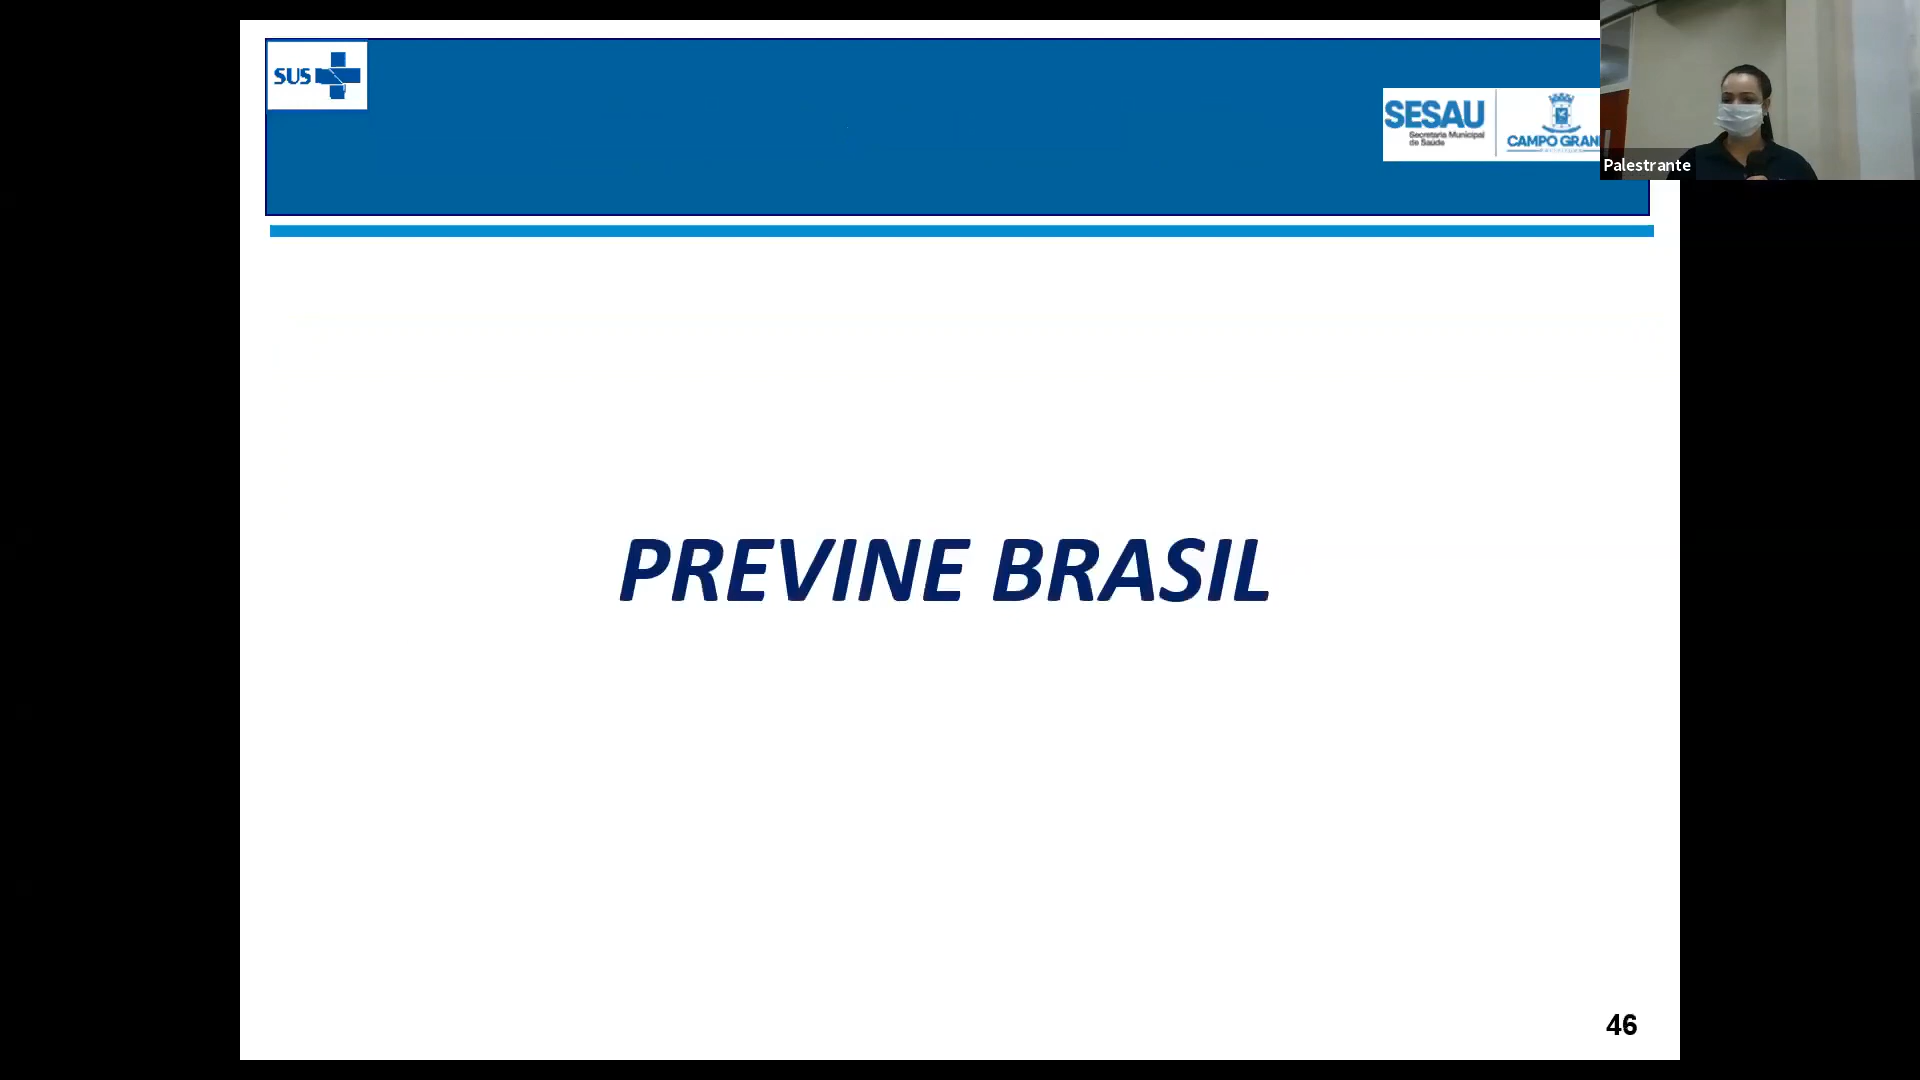 SUS
SESAU
Secretaria Municipal
de Saúde
CAMPO GRAN
Palestrante
PREVINE BRASIL
46